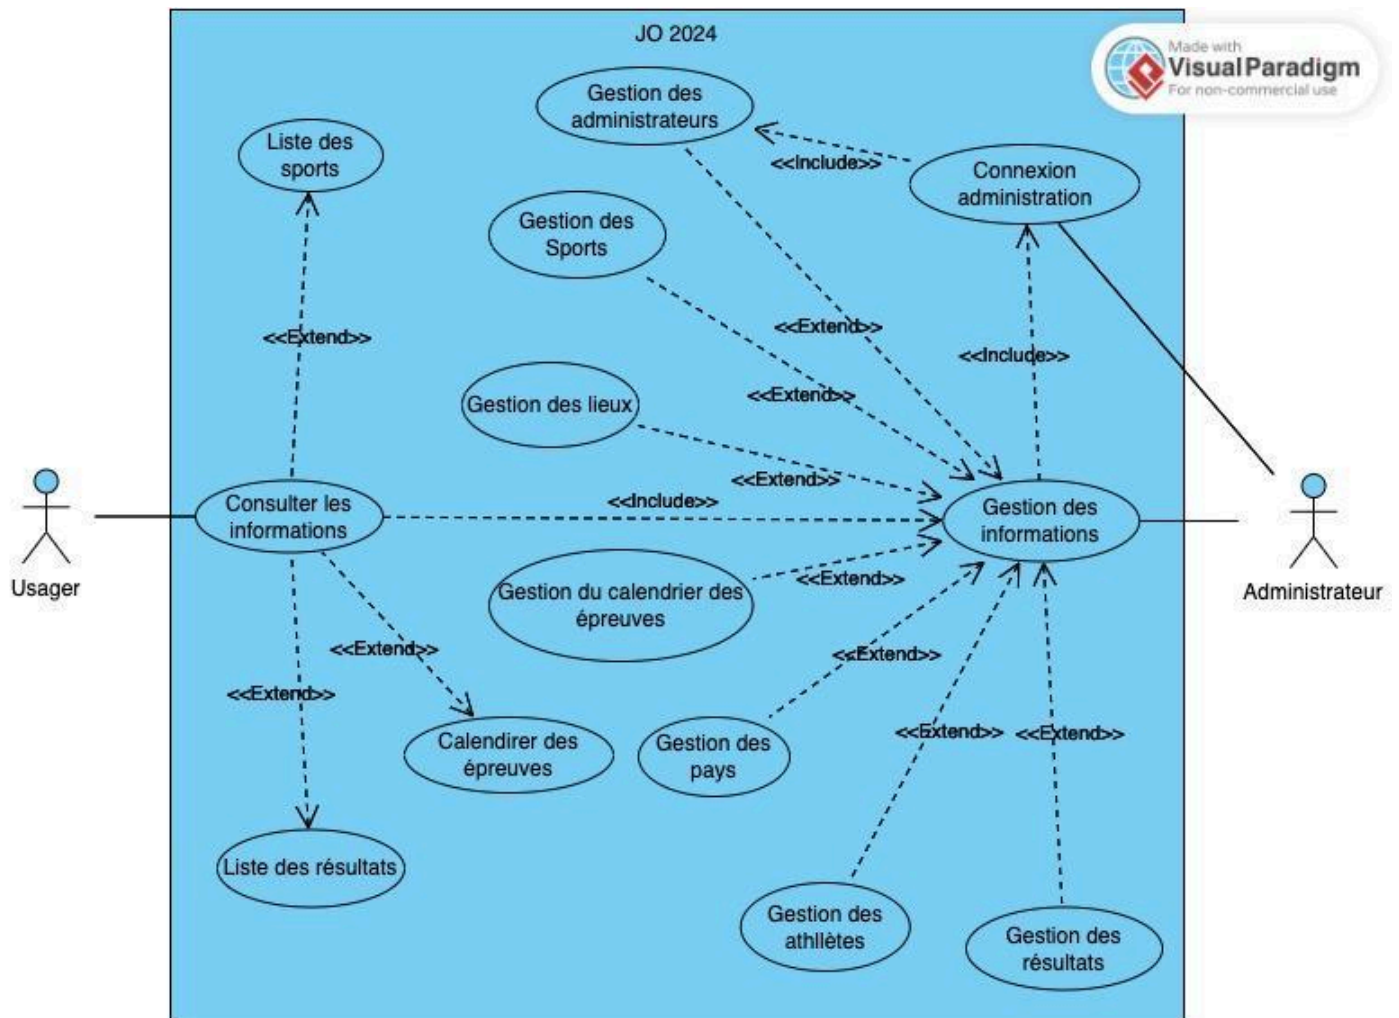 JO 2024
Made with
Visual Paradigm
For non-commercial use
Gestion des
administrateurs
Liste des
sports
<<Include>>
Connexion
administration
Gestion des
Sports
<<Extend>>
<<Extend>>
<<Include>>
<<Extend>>
Gestion des lieux
<<Extend>>
Consulter les
informations
<<Include>>
Gestion des
informations
Usager
Administrateur
<<Extend>>
Gestion du calendrier des
épreuves
<<Extend>>
<<Extend>>
<<Extend>>
<<Extend>>
<<Extend>>
Calendirer des
épreuves
Gestion des
pays
Liste des résultats
Gestion des
athllètes
Gestion des
résultats